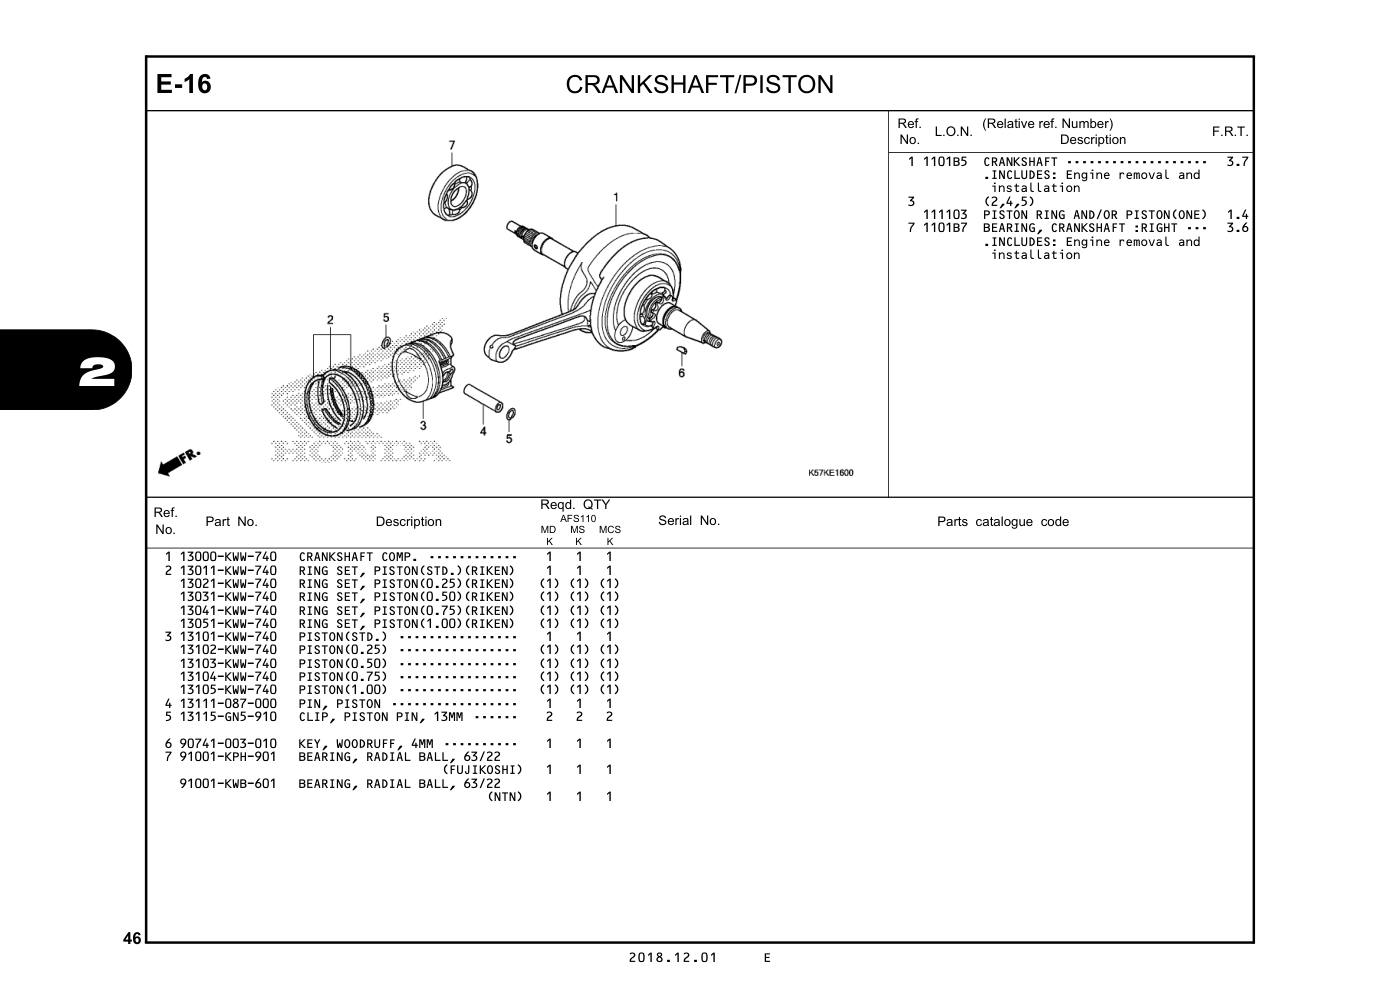 E-16
CRANKSHAFT/PISTON
7
1
2
5
6
3
4
5
FR.
HONDA
K57KE1600
Ref. No. L.O.N. (Relative ref. Number) Description F.R.T.
1 1101B5 CRANKSHAFT ------------------- 3.7
.INCLUDES: Engine removal and
installation
3 (2,4,5)
111103 PISTON RING AND/OR PISTON(ONE) 1.4
7 1101B7 BEARING, CRANKSHAFT :RIGHT --- 3.6
.INCLUDES: Engine removal and
installation
2
Reqd. QTY
Ref. No. Part No. Description AFS110 Serial No. Parts catalogue code
MD MS MCS
K K K
1 13000-KWW-740 CRANKSHAFT COMP. ------------ 1 1 1
2 13011-KWW-740 RING SET, PISTON(STD.)(RIKEN) 1 1 1
13021-KWW-740 RING SET, PISTON(0.25)(RIKEN) (1) (1) (1)
13031-KWW-740 RING SET, PISTON(0.50)(RIKEN) (1) (1) (1)
13041-KWW-740 RING SET, PISTON(0.75)(RIKEN) (1) (1) (1)
13051-KWW-740 RING SET, PISTON(1.00)(RIKEN) (1) (1) (1)
3 13101-KWW-740 PISTON(STD.) ---------------- 1 1 1
13102-KWW-740 PISTON(0.25) ---------------- (1) (1) (1)
13103-KWW-740 PISTON(0.50) ---------------- (1) (1) (1)
13104-KWW-740 PISTON(0.75) ---------------- (1) (1) (1)
13105-KWW-740 PISTON(1.00) ---------------- (1) (1) (1)
4 13111-087-000 PIN, PISTON ----------------- 1 1 1
5 13115-GN5-910 CLIP, PISTON PIN, 13MM ------ 2 2 2
6 90741-003-010 KEY, WOODRUFF, 4MM ---------- 1 1 1
7 91001-KPH-901 BEARING, RADIAL BALL, 63/22
(FUJIKOSHI) 1 1 1
91001-KWB-601 BEARING, RADIAL BALL, 63/22
(NTN) 1 1 1
46
2018.12.01 E